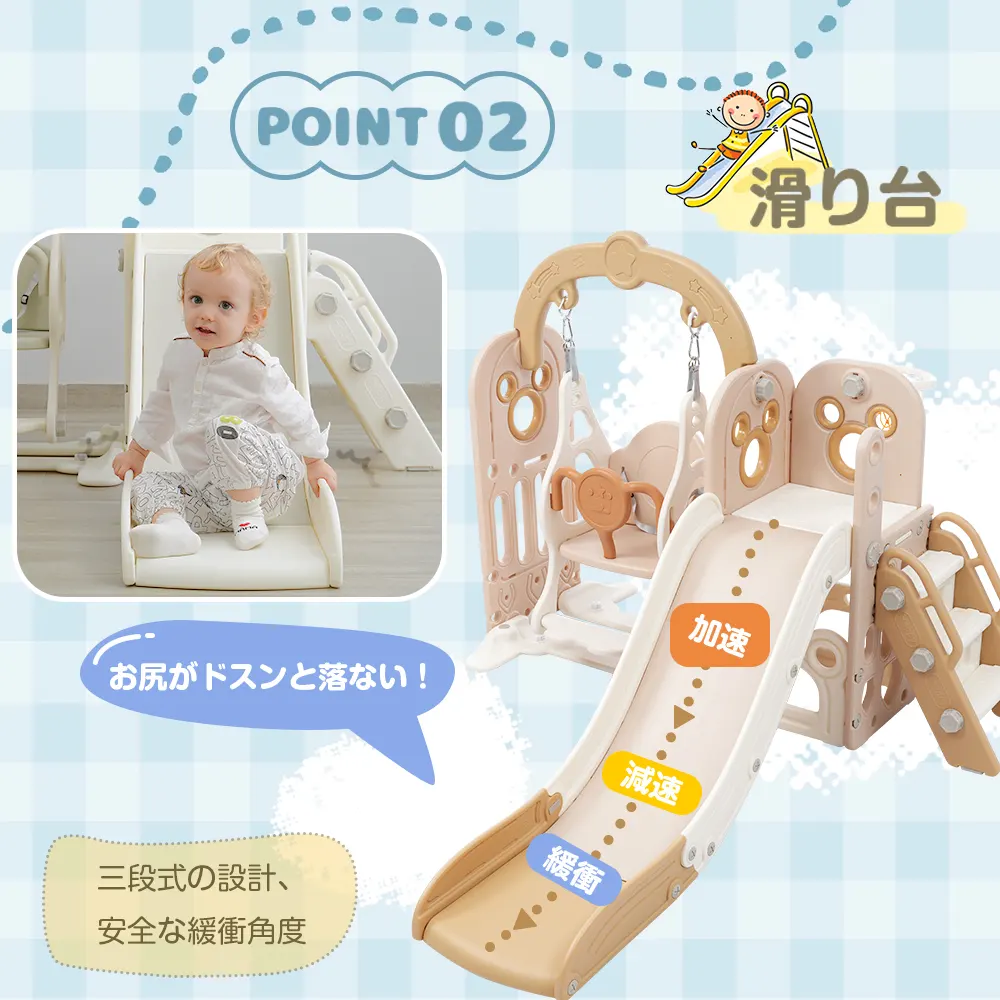 POINT 02
滑り台
お尻がドスンと落ない!
加速
減速
緩衝
三段式の設計、
安全な緩衝角度